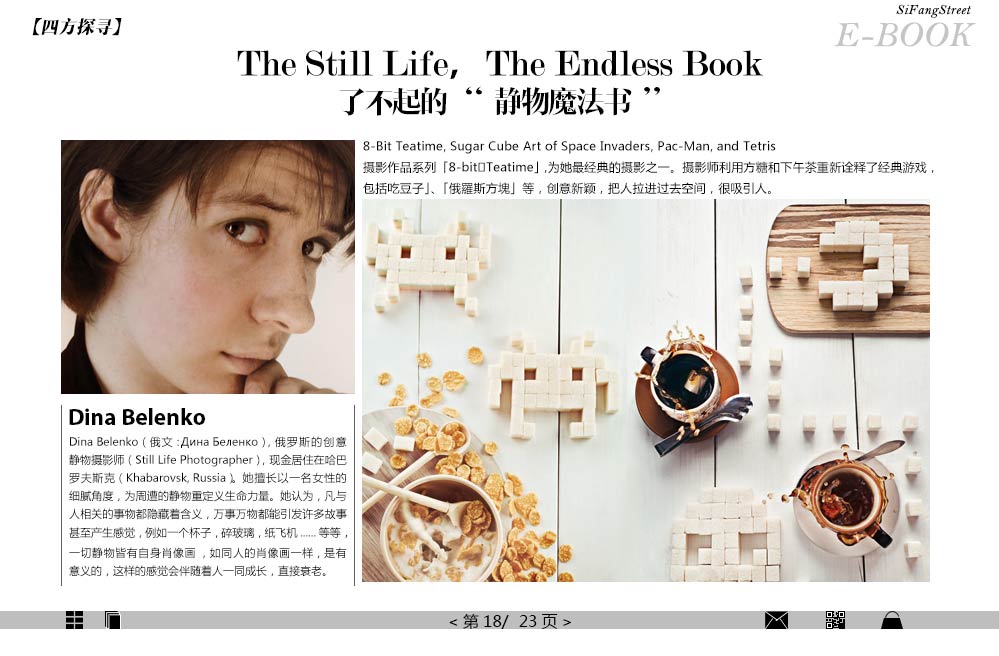 【四方探寻】
SiFangStreet
E-BOOK
The Still Life，The Endless Book
了不起的“静物魔法书”
8-Bit Teatime, Sugar Cube Art of Space Invaders, Pac-Man, and Tetris
摄影作品系列「8-bit□Teatime」,为她最经典的摄影之一。摄影师利用方糖和下午茶重新诠释了经典游戏，
包括吃豆子」、「俄羅斯方塊」等，创意新颖，把人拉进过去空间，很吸引人。
Dina Belenko
Dina Belenko（俄文 :Дина Беленко），俄罗斯的创意
静物摄影师（Still Life Photographer），现金居住在哈巴
罗夫斯克（Khabarovsk, Russia）。她擅长以一名女性的
细腻角度，为周遭的静物重定义生命力量。她认为，凡与
人相关的事物都隐藏着含义，万事万物都能引发许多故事
甚至产生感觉，例如一个杯子，碎玻璃，纸飞机 ...... 等等，
一切静物皆有自身肖像画 ，如同人的肖像画一样，是有
意义的，这样的感觉会伴随着人一同成长，直接衰老。
< 第 18/ 23 页 >